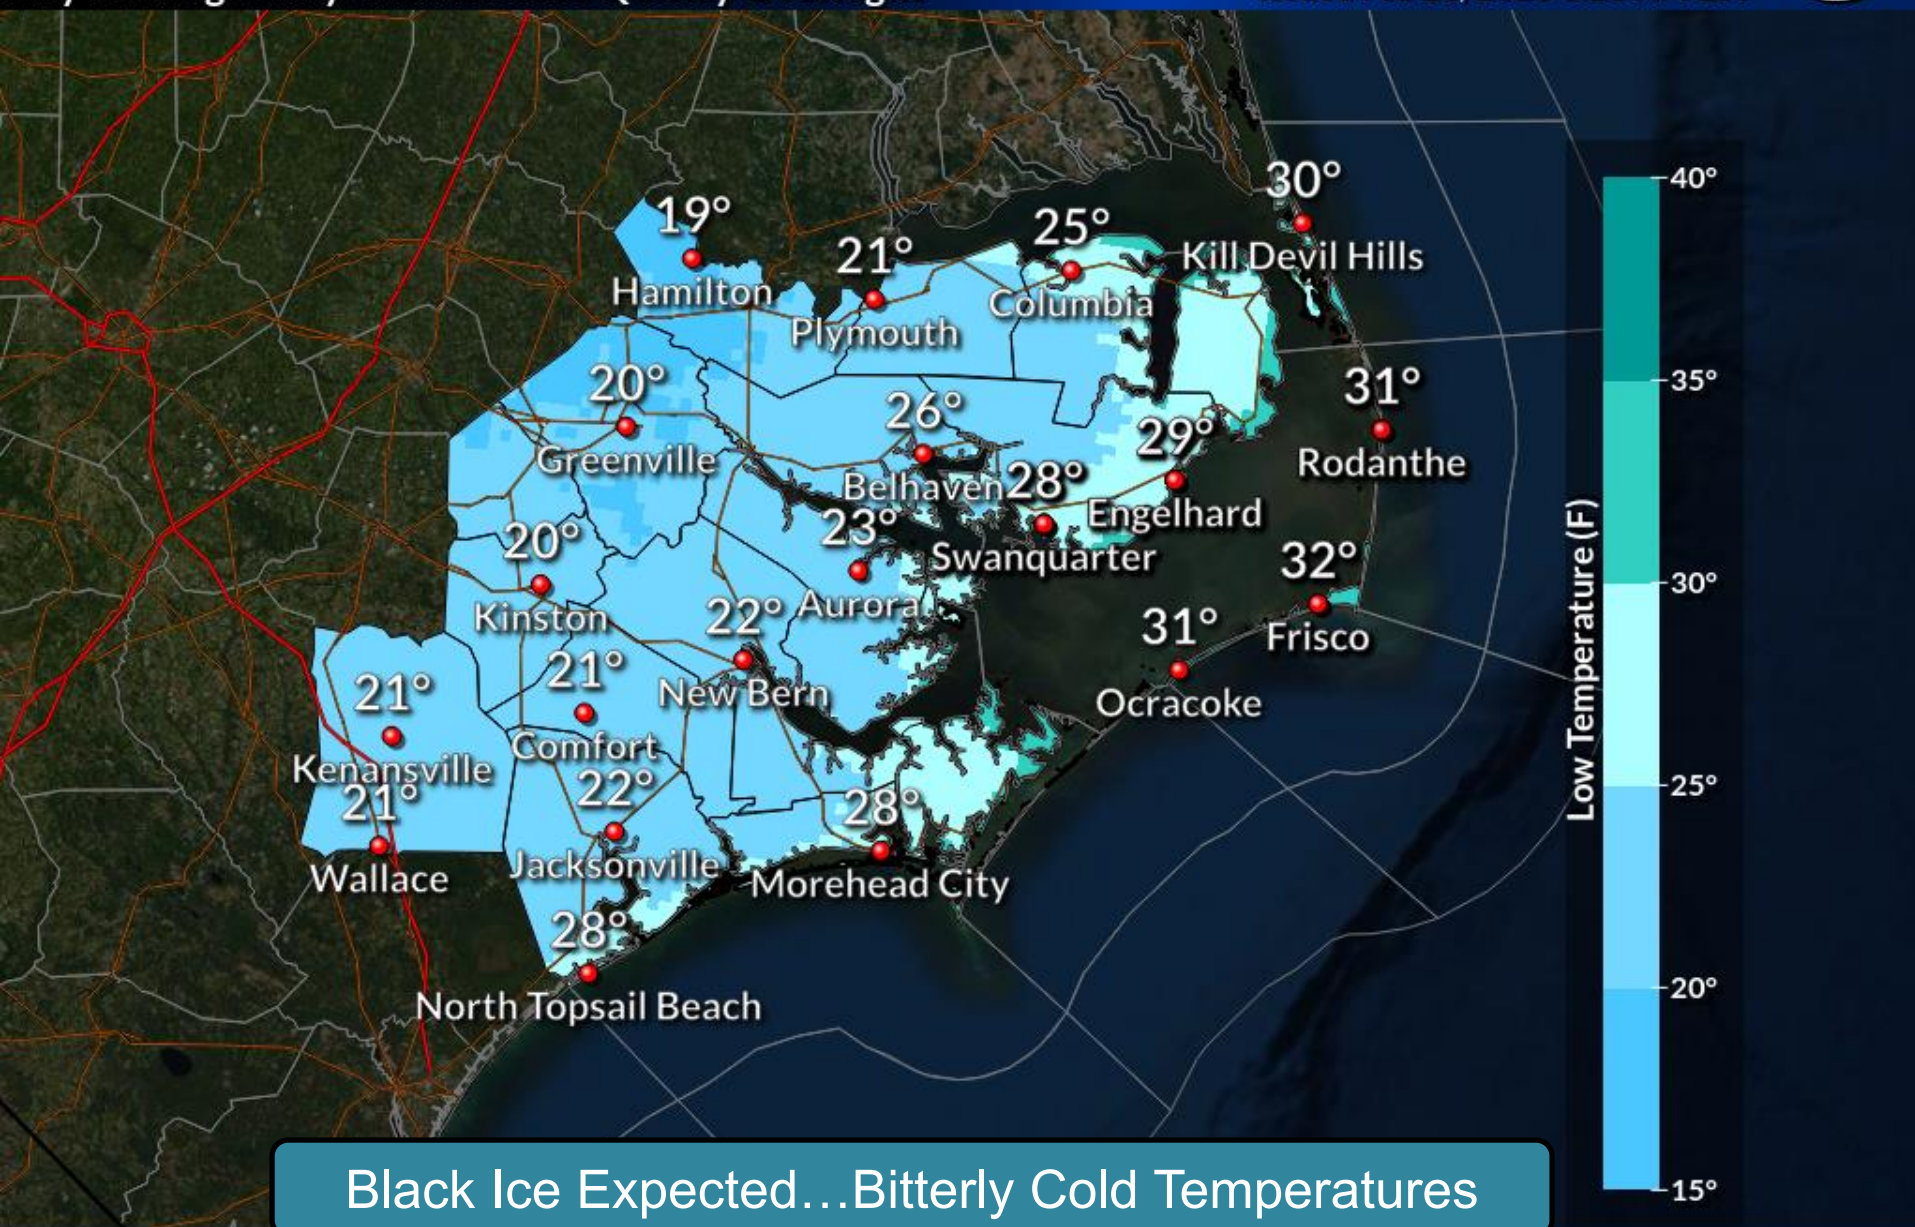 40°
30°
19°
25°
21°
Kill Devil Hills
Hamilton
Columbia
Plymouth
35°
20°
31°
26°
29°
Greenville
Rodanthe
Belhaven
28°
Engelhard
23°
20°
Swanquarter
32°
30°
Low Temperature (F)
Kinston
22°
Aurora
31°
Frisco
21°
New Bern
21°
Ocracoke
Comfort
Kenansville
22°
25°
21°
28°
Jacksonville
Wallace
Morehead City
28°
20°
North Topsail Beach
Black Ice Expected…Bitterly Cold Temperatures
15°